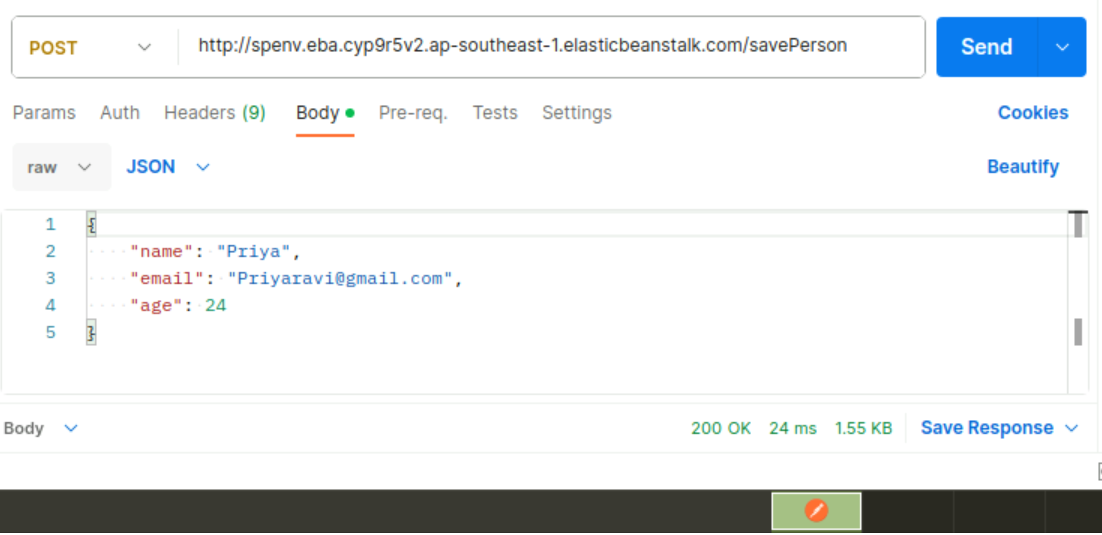 POST http://spenv.eba.cyp9r5v2.ap-southeast-1.elasticbeanstalk.com/savePerson Send
Params Auth Headers (9) Body Pre-req. Tests Settings Cookies
raw JSON Beautify
1 {
2 "name": "Priya",
3 "email": "Priyaravi@gmail.com",
4 "age": 24
5 }
Body 200 OK 24 ms 1.55 KB Save Response